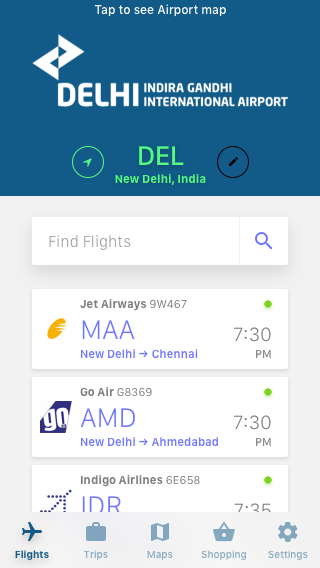 Tap to see Airport map
DELHI INDIRA GANDHI
INTERNATIONAL AIRPORT
DEL
New Delhi, India
Find Flights
Jet Airways 9W467
MAA
7:30
New Delhi → Chennai
PM
Go Air G8369
go
AMD
7:30
New Delhi → Ahmedabad
PM
Indigo Airlines 6E658
IDR
7:35
Flights
Trips
Maps
Shopping
Settings